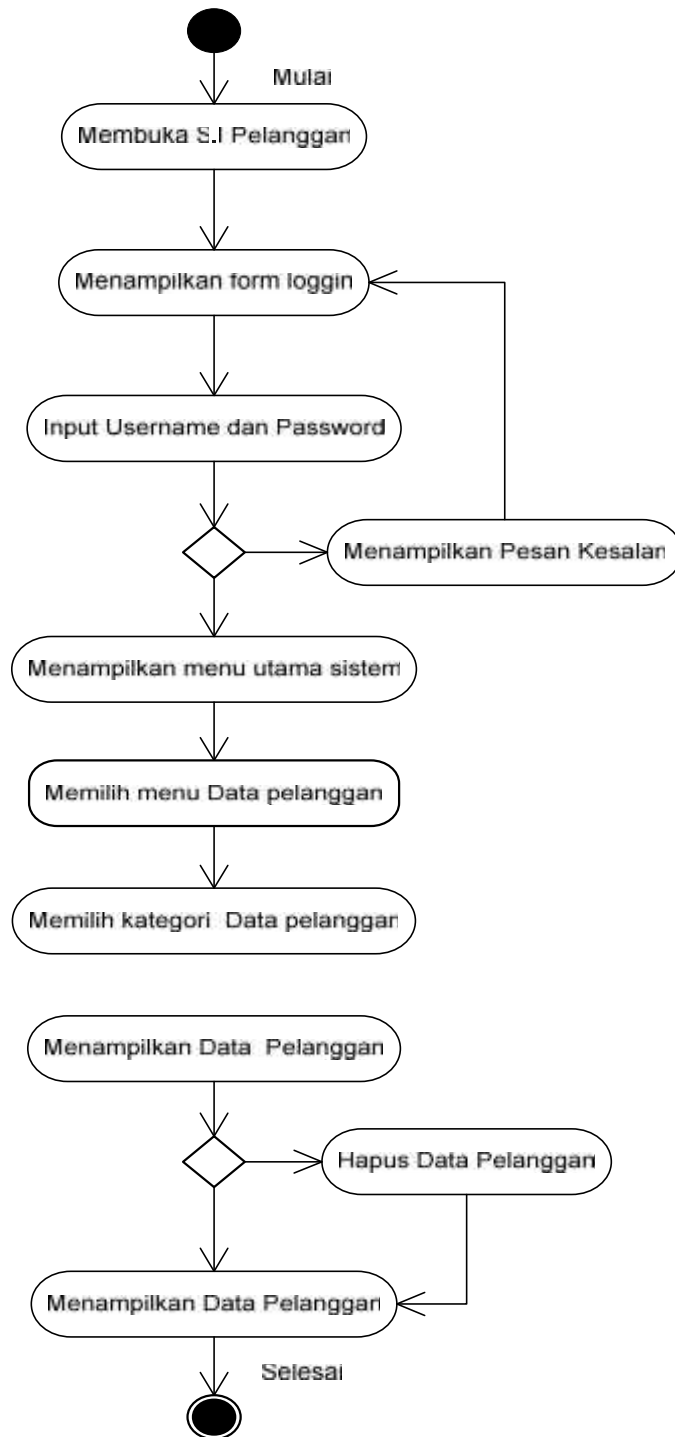 Mulai
Membuka S.I Pelanggan
Menampilkan form loggin
Input Username dan Password
Menampilkan Pesan Kesalan
Menampilkan menu utama sistem
Memilih menu Data pelanggan
Memilih kategori Data pelanggan
Menampilkan Data Pelanggan
Hapus Data Pelanggan
Menampilkan Data Pelanggan
Selesai